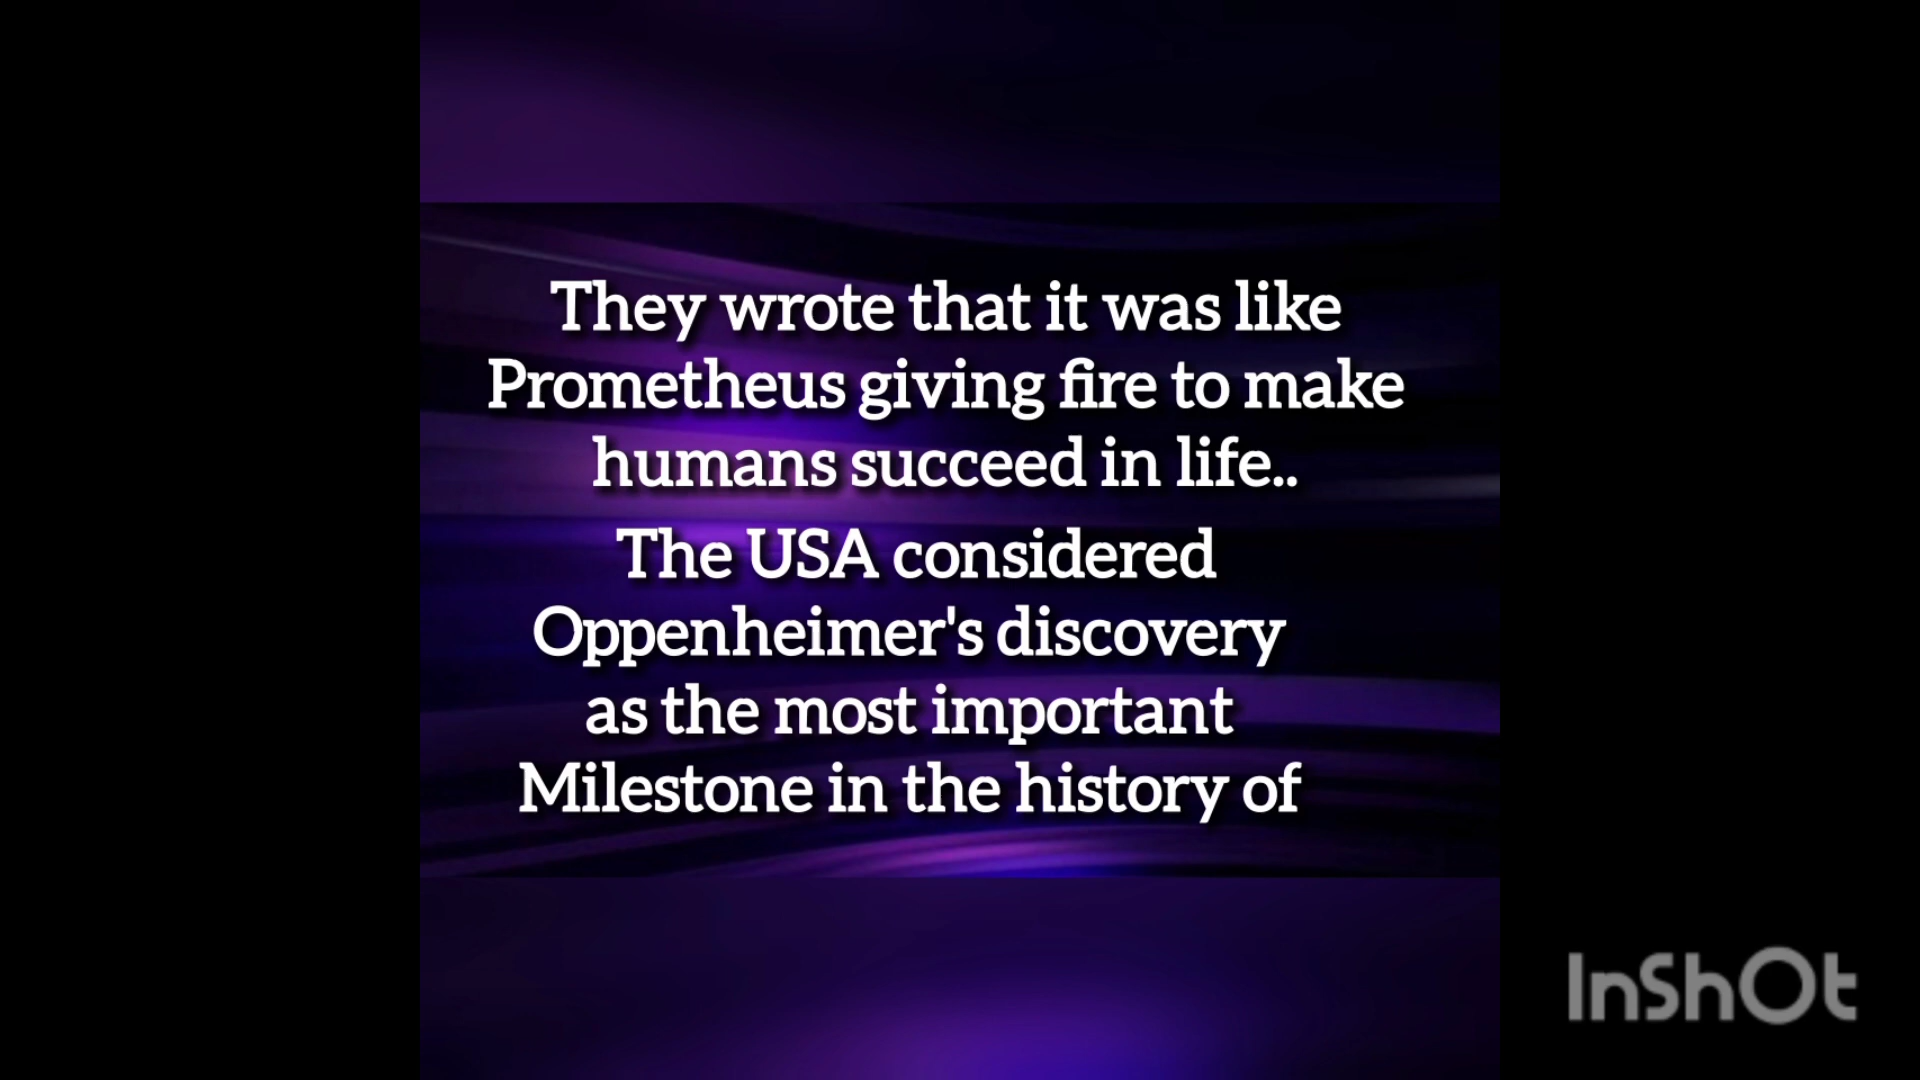 They wrote that it was like
Prometheus giving fire to make
humans succeed in life..
The USA considered
Oppenheimer's discovery
as the most important
Milestone in the history of
InShOt